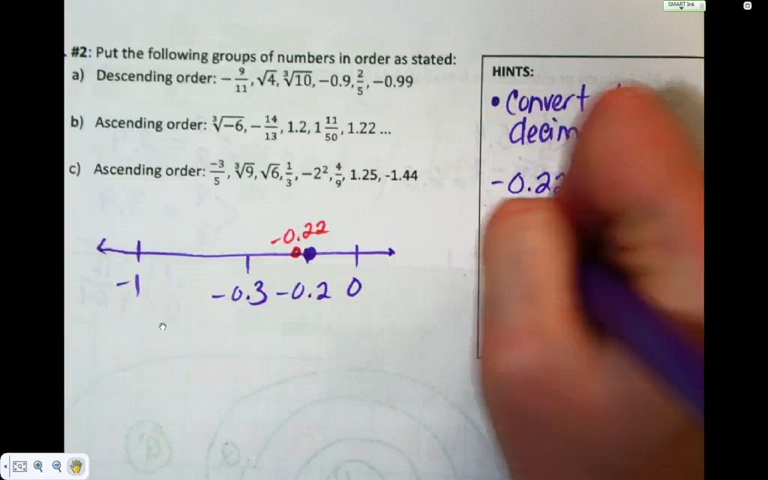 SMART Ink
#2: Put the following groups of numbers in order as stated:
a) Descending order: −9/11, √4, ∛10, −0.9, 2/5, −0.99
b) Ascending order: ∛−6, −14/13, 1.2, 1 11/50, 1.22 ...
c) Ascending order: −3/5, ∛9, √6, 1/3, −2², 4/9, 1.25, -1.44
HINTS:
• Convert
-0.22
-0.22
-1 -0.3 -0.2 0